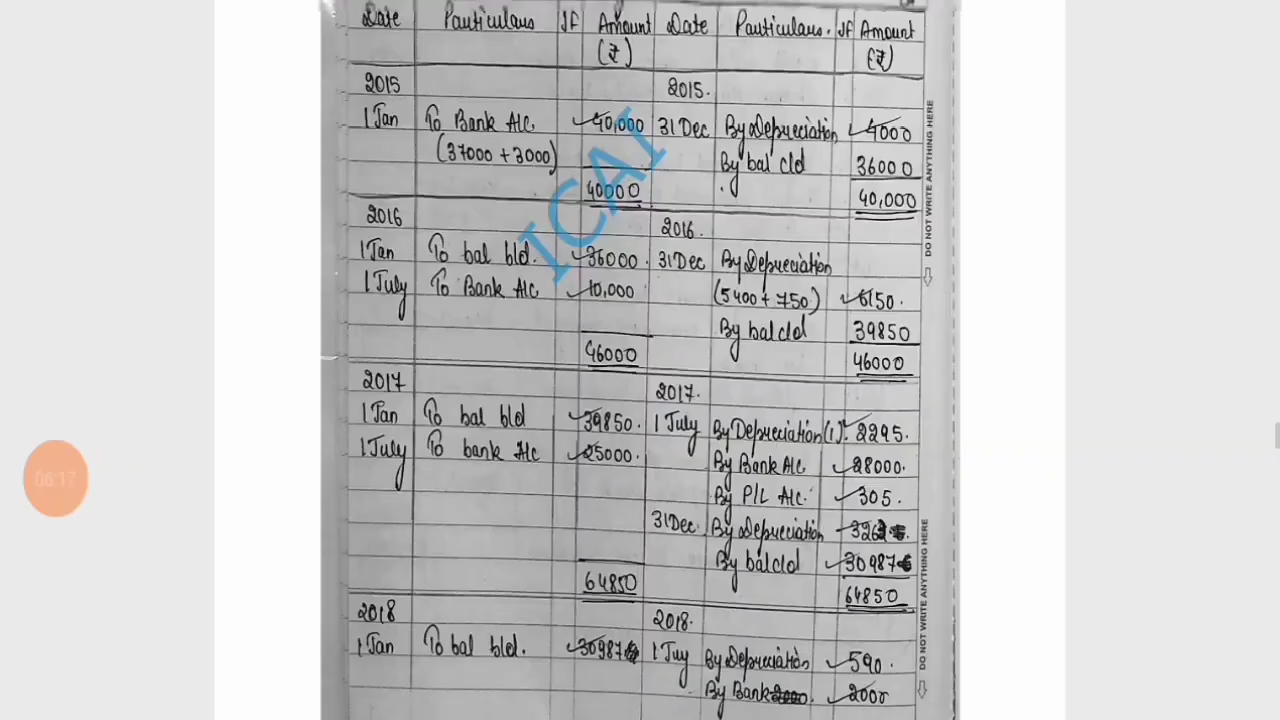 Date Particulars JF Amount (₹) Date Particulars. JF Amount (₹)
2015 2015.
1 Jan To Bank A/c. 40,000 31 Dec By Depreciation 4000
(37000 + 3000) By bal c/d 36000
40000 40,000
2016 2016.
1 Jan To bal b/d. 36000. 31 Dec By Depreciation
1 July To Bank A/c 10,000 (5400 + 750) 6150.
By bal c/d 39850
46000 46000
2017 2017.
1 Jan To bal b/d 39850. 1 July By Depreciation (1). 2295.
1 July To bank A/c 25000. By Bank A/c. 28000.
By P/L A/c. 305.
31 Dec. By Depreciation
By bal c/d 30987
64850 64850
2018 2018.
1 Jan To bal b/d. 30987 1 Juy By Depreciation 590.
By Bank 2000
ICAI
DO NOT WRITE ANYTHING HERE
DO NOT WRITE ANYTHING HERE
06:17